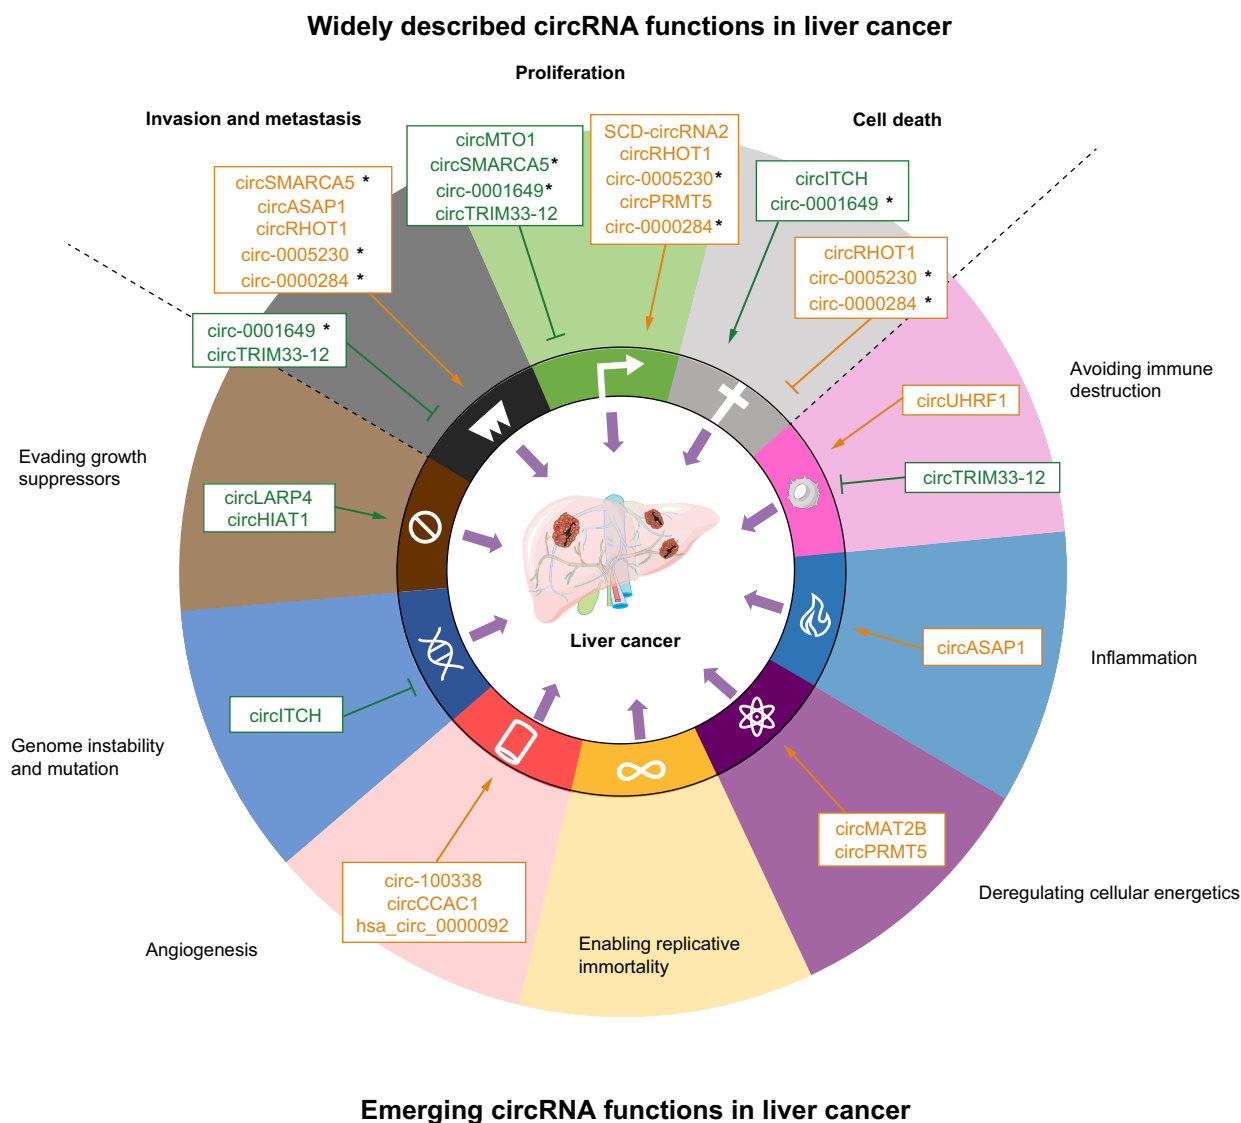 Widely described circRNA functions in liver cancer
Proliferation
Invasion and metastasis
Cell death
circMTO1
circSMARCA5*
circ-0001649*
circTRIM33-12
SCD-circRNA2
circRHOT1
circ-0005230*
circPRMT5
circ-0000284*
circITCH
circ-0001649 *
circSMARCA5 *
circASAP1
circRHOT1
circ-0005230 *
circ-0000284 *
circRHOT1
circ-0005230 *
circ-0000284 *
circ-0001649 *
circTRIM33-12
Avoiding immune
destruction
circUHRF1
circTRIM33-12
Evading growth
suppressors
circLARP4
circHIAT1
Liver cancer
circASAP1
Inflammation
circITCH
Genome instability
and mutation
circMAT2B
circPRMT5
Deregulating cellular energetics
circ-100338
circCCAC1
hsa_circ_0000092
Angiogenesis
Enabling replicative
immortality
Emerging circRNA functions in liver cancer